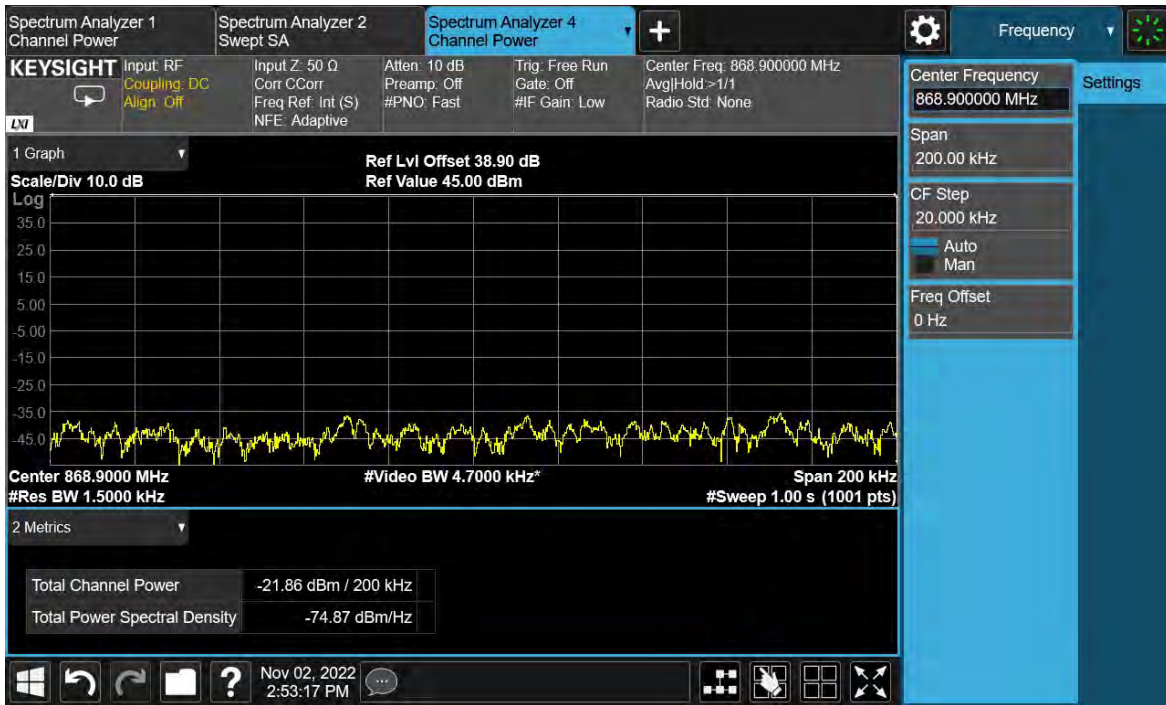 Spectrum Analyzer 1
Channel Power
Spectrum Analyzer 2
Swept SA
Spectrum Analyzer 4
Channel Power
Frequency
KEYSIGHT
LXI
Input: RF
Coupling: DC
Align: Off
Input Z: 50 Ω
Corr CCorr
Freq Ref: Int (S)
NFE: Adaptive
Atten: 10 dB
Preamp: Off
#PNO: Fast
Trig: Free Run
Gate: Off
#IF Gain: Low
Center Freq: 868.900000 MHz
Avg|Hold:>1/1
Radio Std: None
1 Graph
Scale/Div 10.0 dB
Ref Lvl Offset 38.90 dB
Ref Value 45.00 dBm
Log
35.0
25.0
15.0
5.00
-5.00
-15.0
-25.0
-35.0
-45.0
Center 868.9000 MHz
#Video BW 4.7000 kHz*
Span 200 kHz
#Res BW 1.5000 kHz
#Sweep 1.00 s (1001 pts)
2 Metrics
Total Channel Power
-21.86 dBm / 200 kHz
Total Power Spectral Density
-74.87 dBm/Hz
?
Nov 02, 2022
2:53:17 PM
Center Frequency
868.900000 MHz
Settings
Span
200.00 kHz
CF Step
20.000 kHz
Auto
Man
Freq Offset
0 Hz